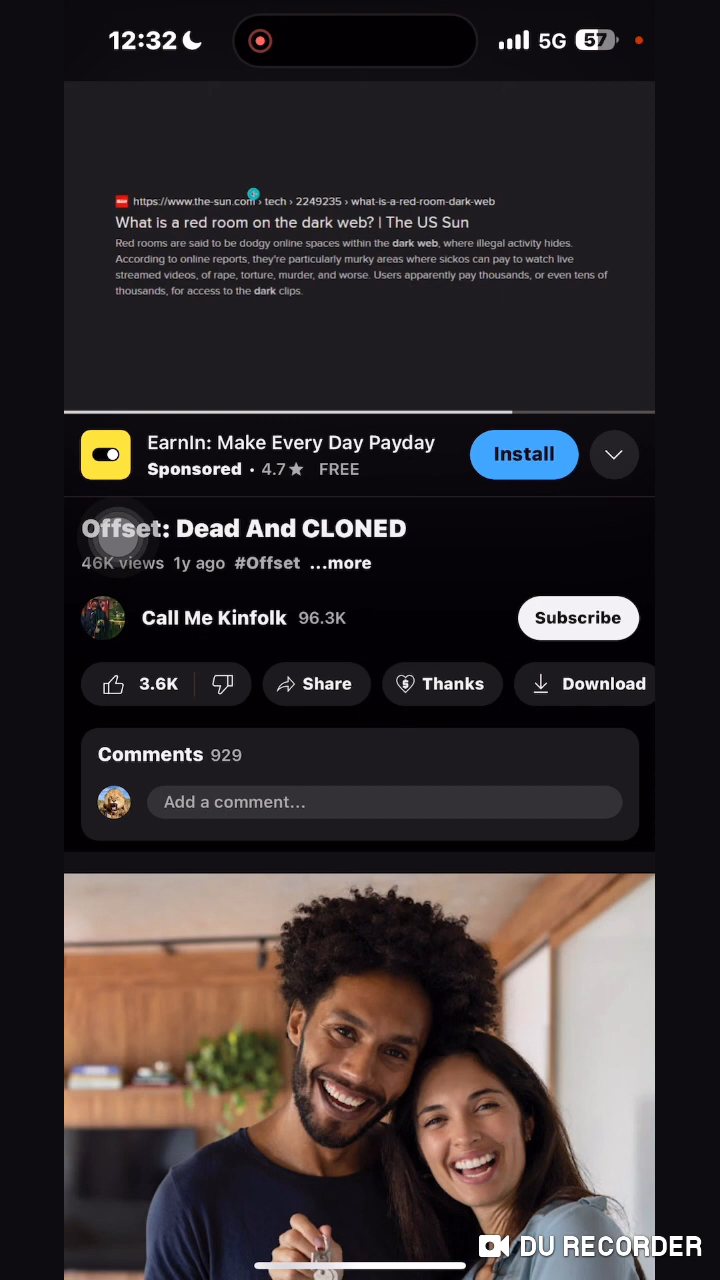 12:32
5G
57
https://www.the-sun.com › tech › 2249235 › what-is-a-red-room-dark-web
What is a red room on the dark web? | The US Sun
Red rooms are said to be dodgy online spaces within the dark web, where illegal activity hides.
According to online reports, they're particularly murky areas where sickos can pay to watch live
streamed videos, of rape, torture, murder, and worse. Users apparently pay thousands, or even tens of
thousands, for access to the dark clips.
EarnIn: Make Every Day Payday
Sponsored • 4.7★ FREE
Install
Offset: Dead And CLONED
46K views 1y ago #Offset ...more
Call Me Kinfolk 96.3K
Subscribe
3.6K
Share
Thanks
Download
Comments 929
Add a comment...
DU RECORDER